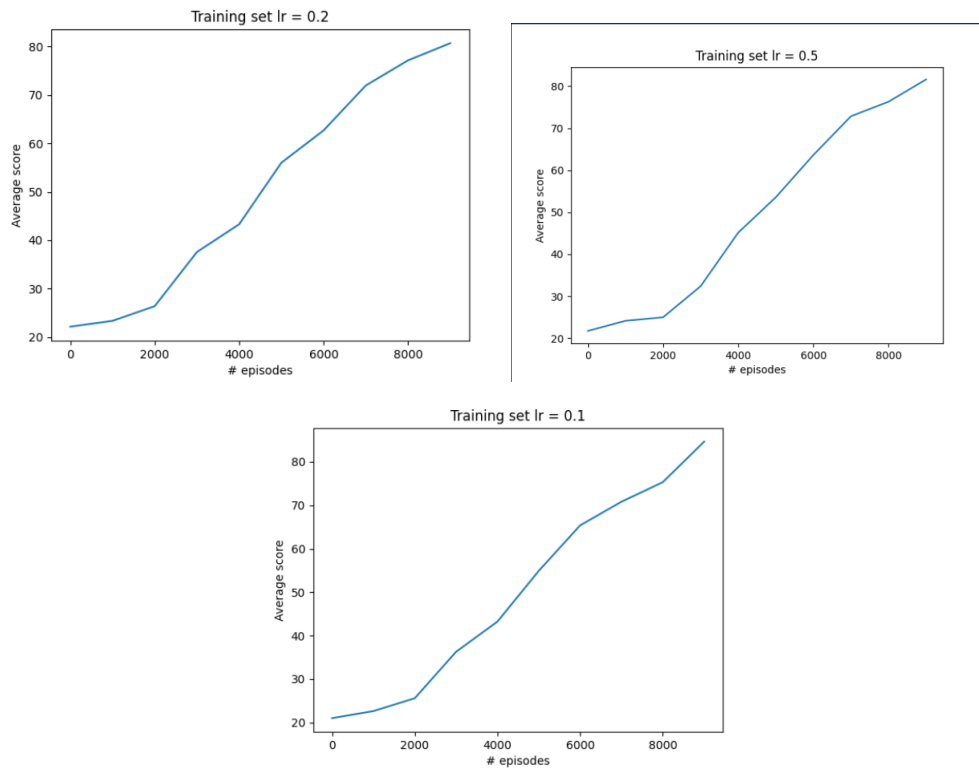 Training set lr = 0.2
80
70
60
50
40
30
20
Average score
0 2000 4000 6000 8000
# episodes
Training set lr = 0.5
80
70
60
50
40
30
20
Average score
0 2000 4000 6000 8000
# episodes
Training set lr = 0.1
80
70
60
50
40
30
20
Average score
0 2000 4000 6000 8000
# episodes